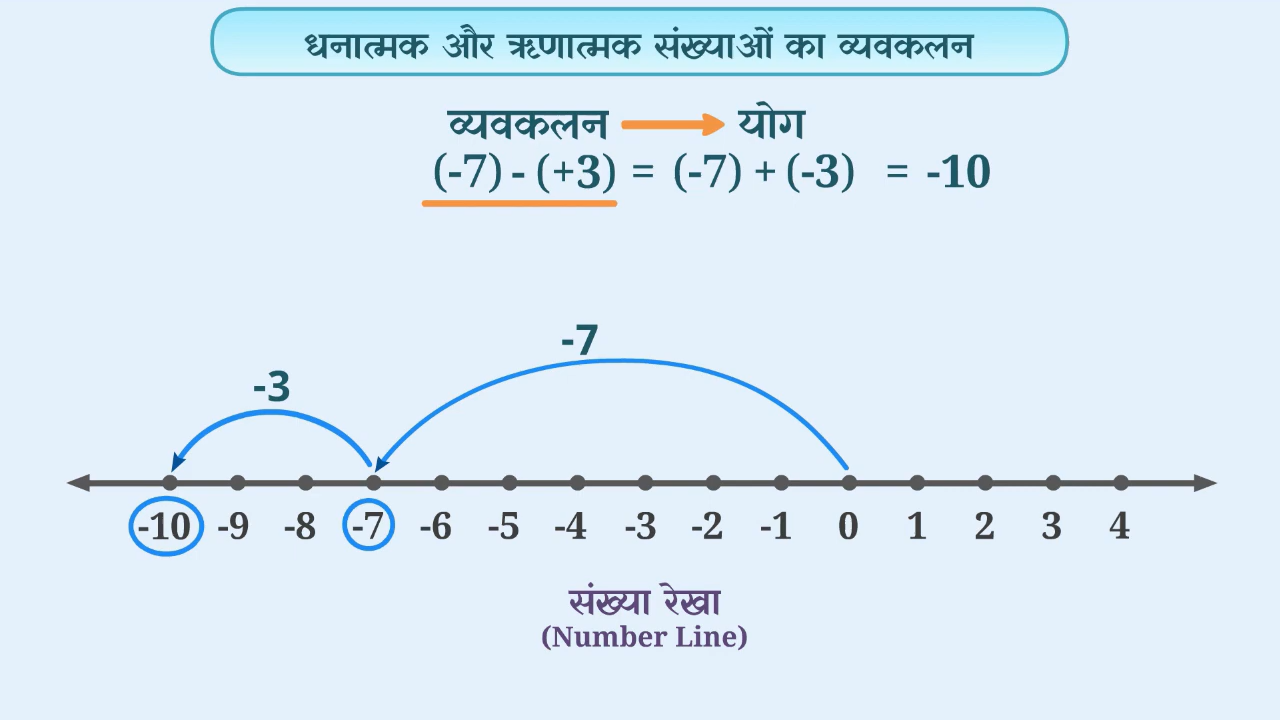 धनात्मक और ऋणात्मक संख्याओं का व्यवकलन
व्यवकलन योग
(-7) - (+3) = (-7) + (-3) = -10
-7
-3
-10 -9 -8 -7 -6 -5 -4 -3 -2 -1 0 1 2 3 4
संख्या रेखा
(Number Line)